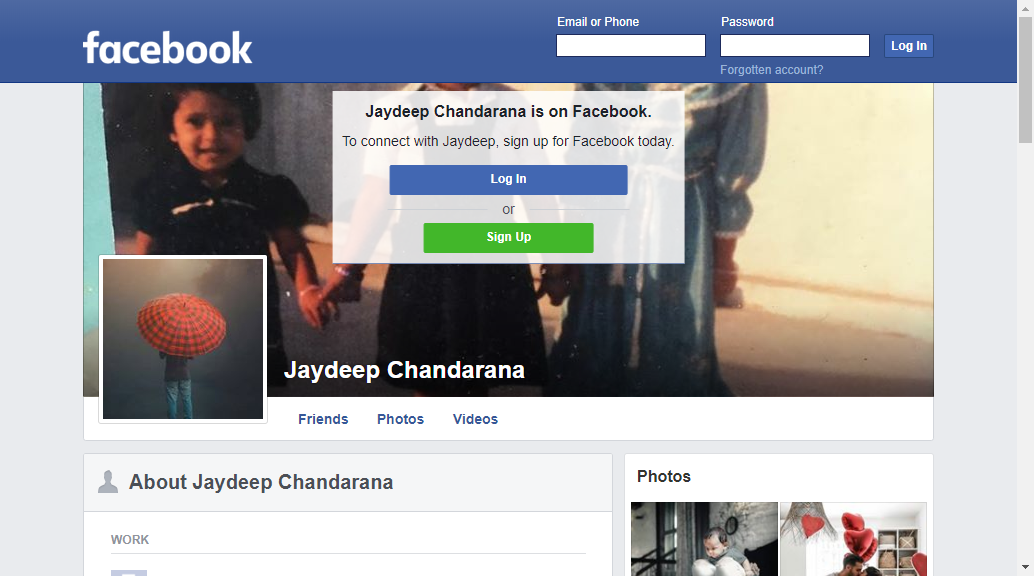 facebook
Email or Phone
Password
Log In
Forgotten account?
Jaydeep Chandarana is on Facebook.
To connect with Jaydeep, sign up for Facebook today.
Log In
or
Sign Up
Jaydeep Chandarana
Friends
Photos
Videos
About Jaydeep Chandarana
WORK
Photos